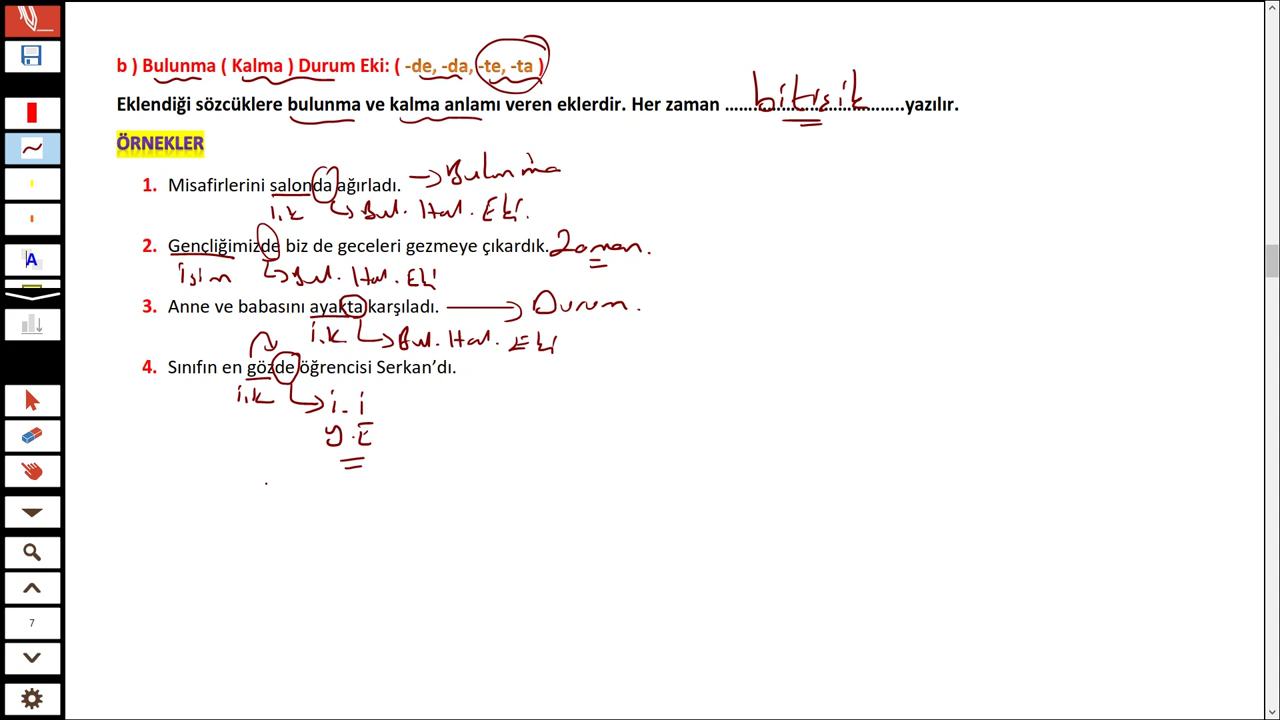 b ) Bulunma ( Kalma ) Durum Eki: ( -de, -da, -te, -ta )
Eklendiği sözcüklere bulunma ve kalma anlamı veren eklerdir. Her zaman ....bitişik....yazılır.
ÖRNEKLER
1. Misafirlerini salonda ağırladı. Bulunma
i.k Bul. Hal. Eki.
2. Gençliğimizde biz de geceleri gezmeye çıkardık. Zaman.
isim Bul. Hal. Eki
3. Anne ve babasını ayakta karşıladı. Durum.
i.k Bul. Hal. Eki
4. Sınıfın en gözde öğrencisi Serkan’dı.
i.k i.i
y.E
A
7